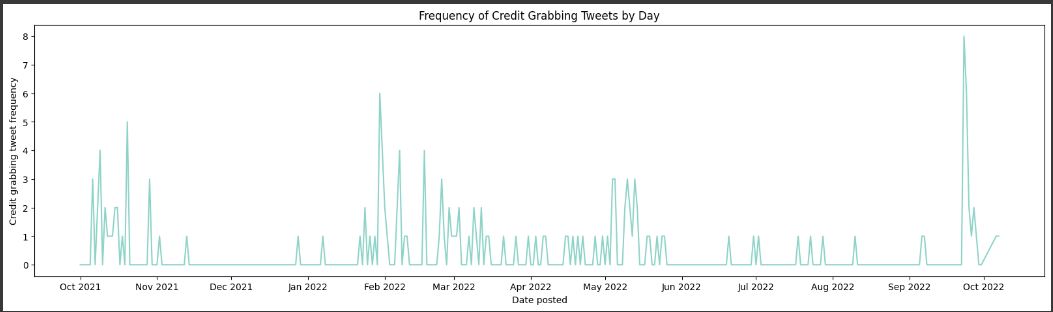 Frequency of Credit Grabbing Tweets by Day
Credit grabbing tweet frequency
8
7
6
5
4
3
2
1
0
Oct 2021 Nov 2021 Dec 2021 Jan 2022 Feb 2022 Mar 2022 Apr 2022 May 2022 Jun 2022 Jul 2022 Aug 2022 Sep 2022 Oct 2022
Date posted